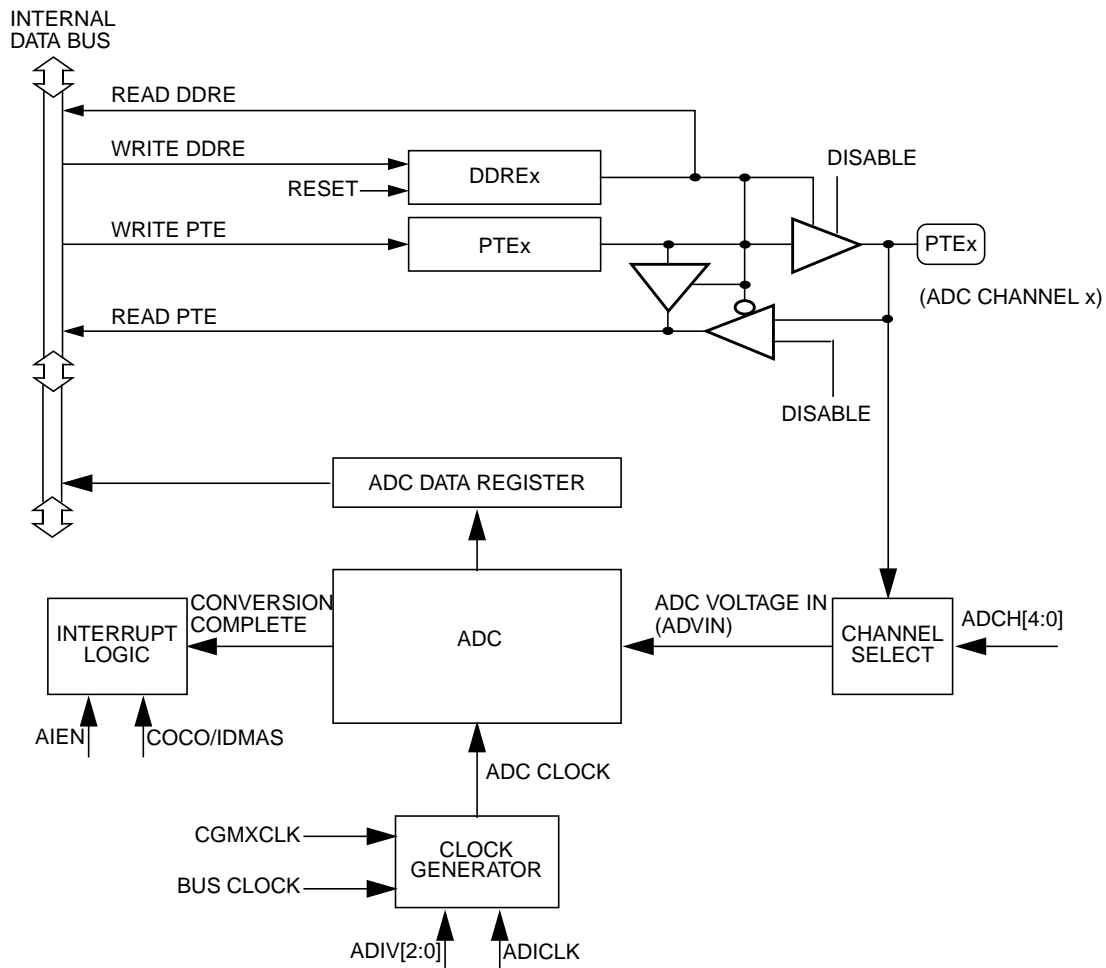 INTERNAL
DATA BUS
READ DDRE
WRITE DDRE
DISABLE
RESET
DDREx
WRITE PTE
PTEx
PTEx
(ADC CHANNEL x)
READ PTE
DISABLE
ADC DATA REGISTER
INTERRUPT
LOGIC
CONVERSION
COMPLETE
ADC
ADC VOLTAGE IN
(ADVIN)
CHANNEL
SELECT
ADCH[4:0]
AIEN
COCO/IDMAS
ADC CLOCK
CGMXCLK
BUS CLOCK
CLOCK
GENERATOR
ADIV[2:0]
ADICLK